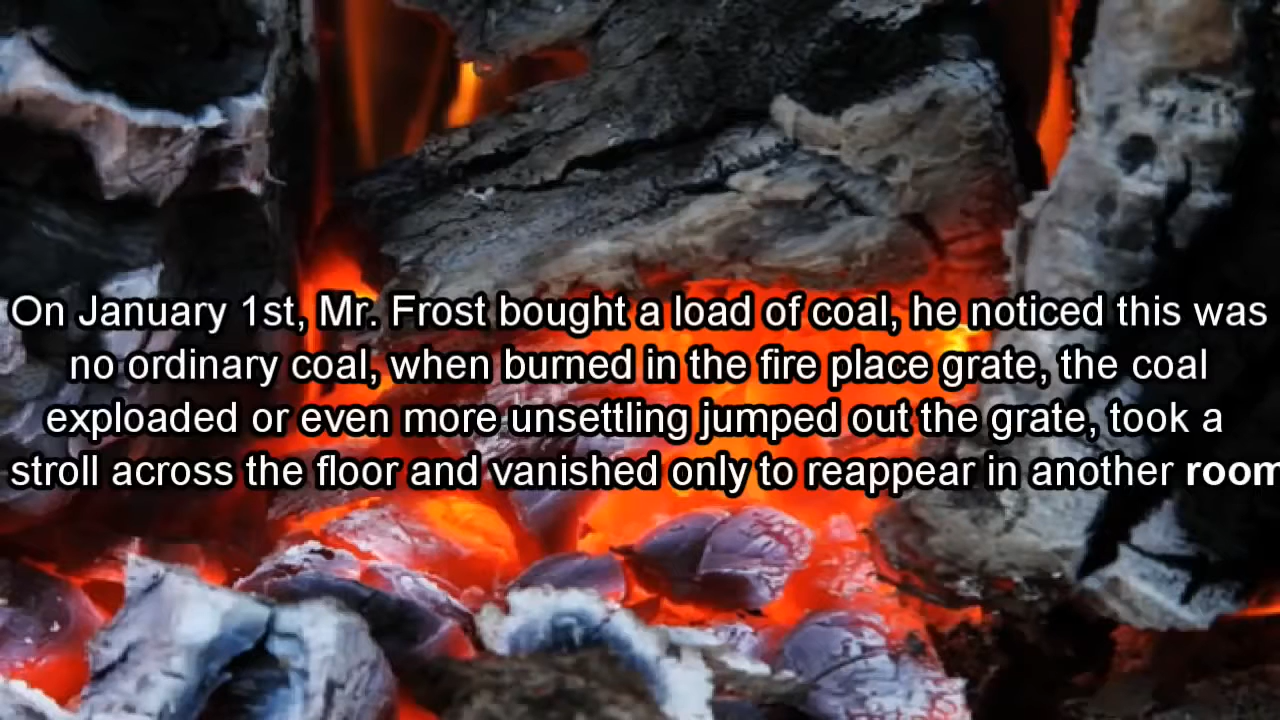 On January 1st, Mr. Frost bought a load of coal, he noticed this was
no ordinary coal, when burned in the fire place grate, the coal
exploaded or even more unsettling jumped out the grate, took a
stroll across the floor and vanished only to reappear in another room